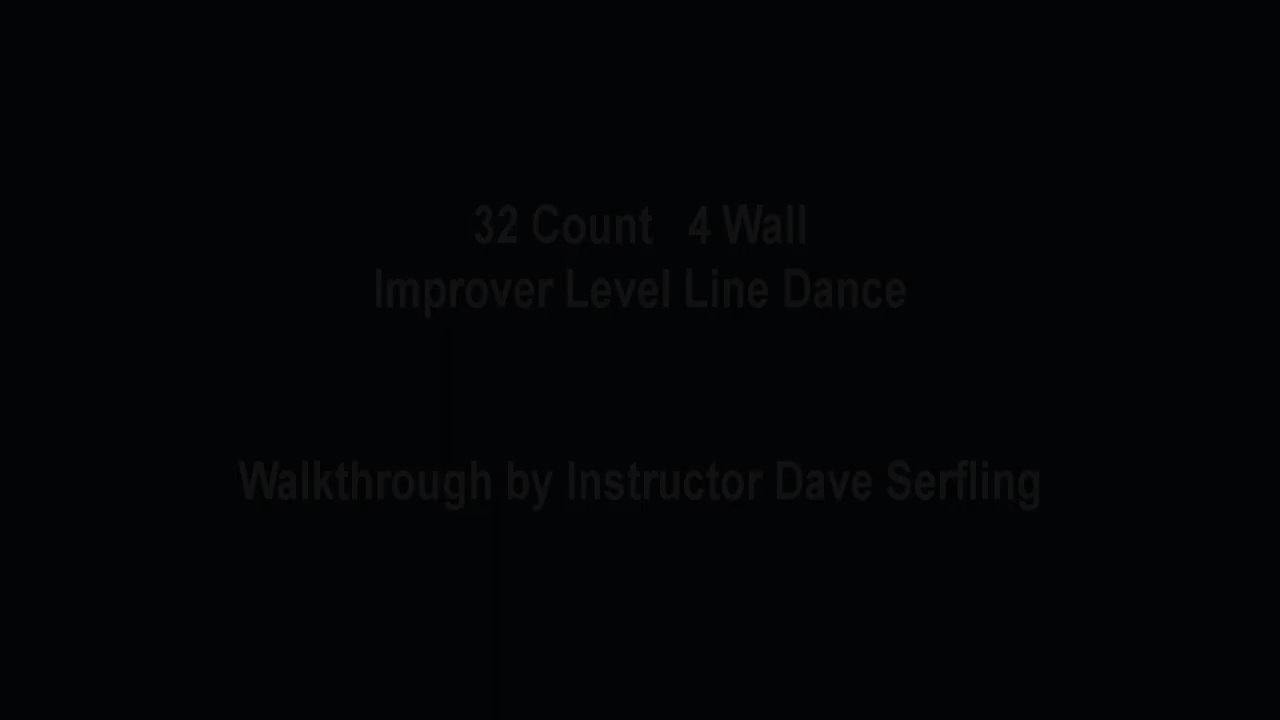 32 Count 4 Wall
Improver Level Line Dance
Walkthrough by Instructor Dave Serfling